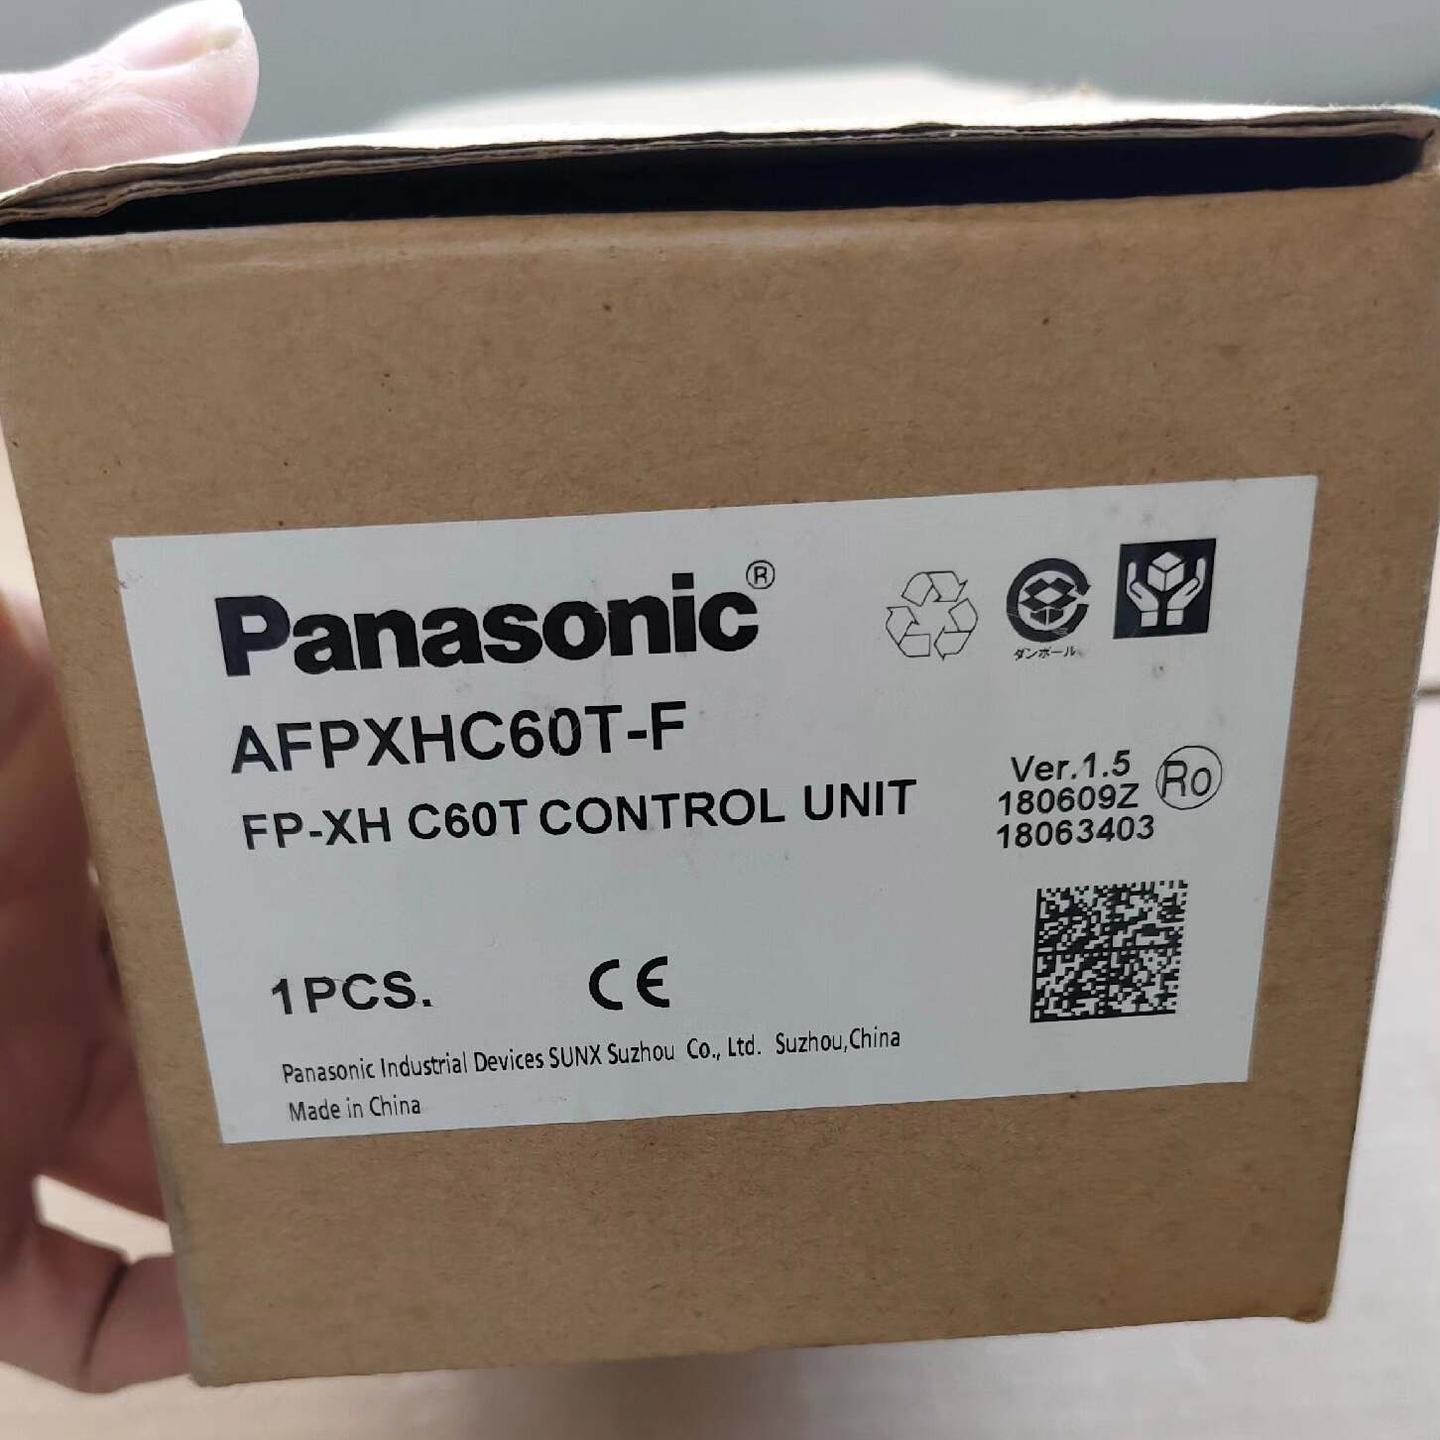 Panasonic®
ダンボール
AFPXHC60T-F
FP-XH C60T CONTROL UNIT
Ver.1.5
180609Z
Ro
18063403
1PCS.
CE
Panasonic Industrial Devices SUNX Suzhou Co., Ltd. Suzhou,China
Made in China